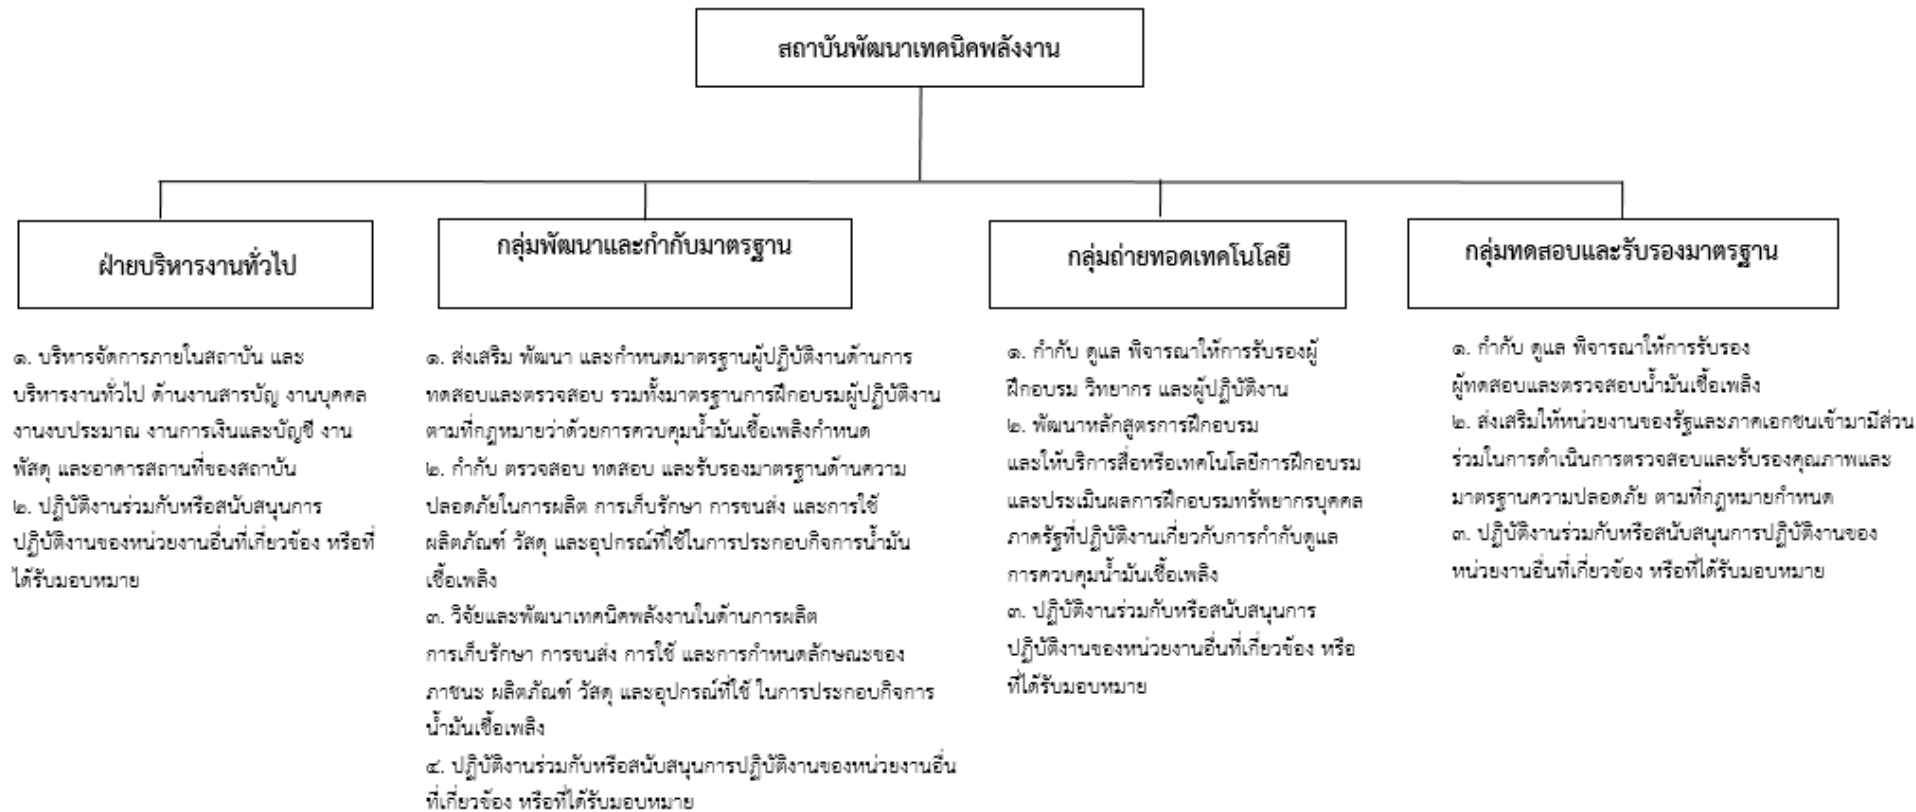 สถาบันพัฒนาเทคนิคพลังงาน
ฝ่ายบริหารงานทั่วไป
๑. บริหารจัดการภายในสถาบัน และ
บริหารงานทั่วไป ด้านงานสารบัญ งานบุคคล
งานงบประมาณ งานการเงินและบัญชี งาน
พัสดุ และอาคารสถานที่ของสถาบัน
๒. ปฏิบัติงานร่วมกับหรือสนับสนุนการ
ปฏิบัติงานของหน่วยงานอื่นที่เกี่ยวข้อง หรือที่
ได้รับมอบหมาย
กลุ่มพัฒนาและกำกับมาตรฐาน
๑. ส่งเสริม พัฒนา และกำหนดมาตรฐานผู้ปฏิบัติงานด้านการ
ทดสอบและตรวจสอบ รวมทั้งมาตรฐานการฝึกอบรมผู้ปฏิบัติงาน
ตามที่กฎหมายว่าด้วยการควบคุมน้ำมันเชื้อเพลิงกำหนด
๒. กำกับ ตรวจสอบ ทดสอบ และรับรองมาตรฐานด้านความ
ปลอดภัยในการผลิต การเก็บรักษา การขนส่ง และการใช้
ผลิตภัณฑ์ วัสดุ และอุปกรณ์ที่ใช้ในการประกอบกิจการน้ำมัน
เชื้อเพลิง
๓. วิจัยและพัฒนาเทคนิคพลังงานในด้านการผลิต
การเก็บรักษา การขนส่ง การใช้ และการกำหนดลักษณะของ
ภาชนะ ผลิตภัณฑ์ วัสดุ และอุปกรณ์ที่ใช้ ในการประกอบกิจการ
น้ำมันเชื้อเพลิง
๔. ปฏิบัติงานร่วมกับหรือสนับสนุนการปฏิบัติงานของหน่วยงานอื่น
ที่เกี่ยวข้อง หรือที่ได้รับมอบหมาย
กลุ่มถ่ายทอดเทคโนโลยี
๑. กำกับ ดูแล พิจารณาให้การรับรองผู้
ฝึกอบรม วิทยากร และผู้ปฏิบัติงาน
๒. พัฒนาหลักสูตรการฝึกอบรม
และให้บริการสื่อหรือเทคโนโลยีการฝึกอบรม
และประเมินผลการฝึกอบรมทรัพยากรบุคคล
ภาครัฐที่ปฏิบัติงานเกี่ยวกับการกำกับดูแล
การควบคุมน้ำมันเชื้อเพลิง
๓. ปฏิบัติงานร่วมกับหรือสนับสนุนการ
ปฏิบัติงานของหน่วยงานอื่นที่เกี่ยวข้อง หรือ
ที่ได้รับมอบหมาย
กลุ่มทดสอบและรับรองมาตรฐาน
๑. กำกับ ดูแล พิจารณาให้การรับรอง
ผู้ทดสอบและตรวจสอบน้ำมันเชื้อเพลิง
๒. ส่งเสริมให้หน่วยงานของรัฐและภาคเอกชนเข้ามามีส่วน
ร่วมในการดำเนินการตรวจสอบและรับรองคุณภาพและ
มาตรฐานความปลอดภัย ตามที่กฎหมายกำหนด
๓. ปฏิบัติงานร่วมกับหรือสนับสนุนการปฏิบัติงานของ
หน่วยงานอื่นที่เกี่ยวข้อง หรือที่ได้รับมอบหมาย